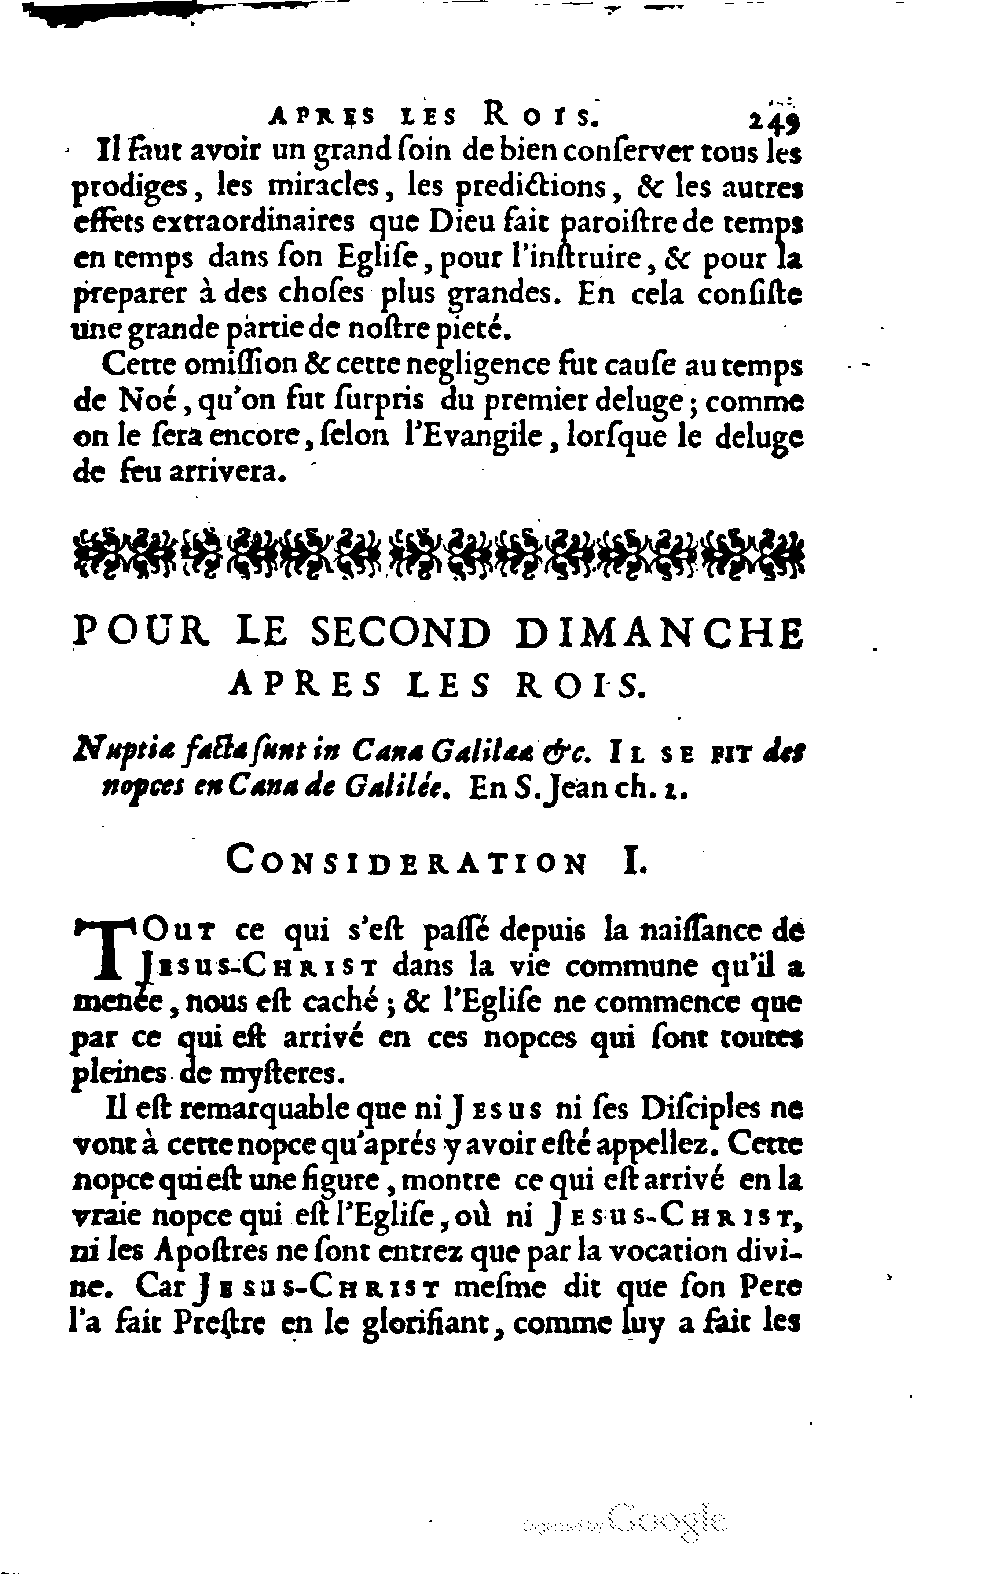 APRES LES ROIS. 249
Il faut avoir un grand ſoin de bien conſerver tous les
prodiges, les miracles, les predictions, & les autres
effets extraordinaires que Dieu fait paroiſtre de temps
en temps dans ſon Egliſe, pour l'inſtruire, & pour la
preparer à des choſes plus grandes. En cela conſiſte
une grande partie de noſtre pieté.
Cette omiſſion & cette negligence fut cauſe au temps
de Noé, qu'on fut ſurpris du premier deluge; comme
on le ſera encore, ſelon l'Evangile, lorſque le deluge
de feu arrivera.
POUR LE SECOND DIMANCHE
APRES LES ROIS.
Nuptiæ facta ſunt in Cana Galilææ &c. IL SE FIT des
nopces en Cana de Galilée. En S. Jean ch. 2.
CONSIDERATION I.
TOUT ce qui s'eſt paſſé depuis la naiſſance de
JESUS-CHRIST dans la vie commune qu'il a
menée, nous eſt caché; & l'Egliſe ne commence que
par ce qui eſt arrivé en ces nopces qui ſont toutes
pleines de myſteres.
Il eſt remarquable que ni JESUS ni ſes Diſciples ne
vont à cette nopce qu'aprés y avoir eſté appellez. Cette
nopce qui eſt une figure, montre ce qui eſt arrivé en la
vraie nopce qui eſt l'Egliſe, où ni JESUS-CHRIST,
ni les Apoſtres ne ſont entrez que par la vocation divi-
ne. Car JESUS-CHRIST meſme dit que ſon Pere
l'a fait Preſtre en le glorifiant, comme luy a fait les
Digitized by Google